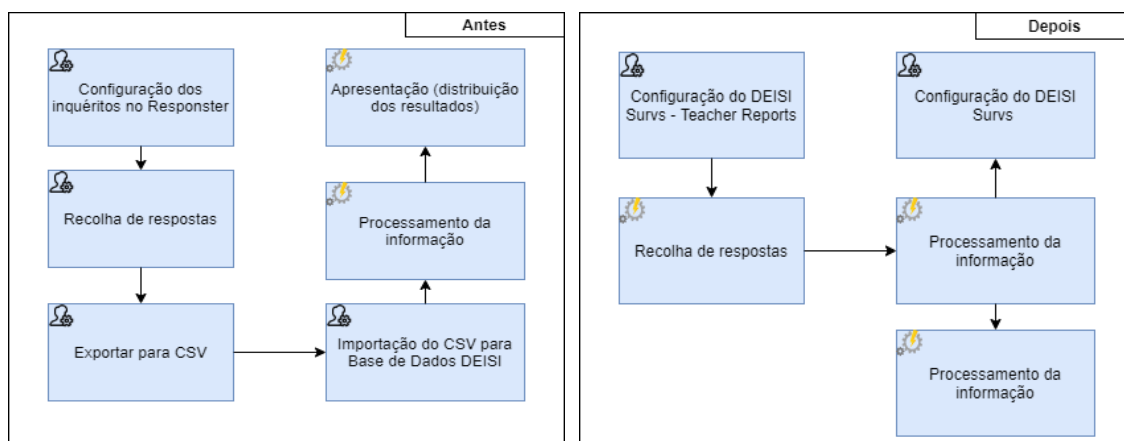 Antes
Configuração dos
inquéritos no Responster
Recolha de respostas
Exportar para CSV
Importação do CSV para
Base de Dados DEISI
Processamento da
informação
Apresentação (distribuição
dos resultados)
Depois
Configuração do DEISI
Survs - Teacher Reports
Recolha de respostas
Processamento da
informação
Configuração do DEISI
Survs
Processamento da
informação